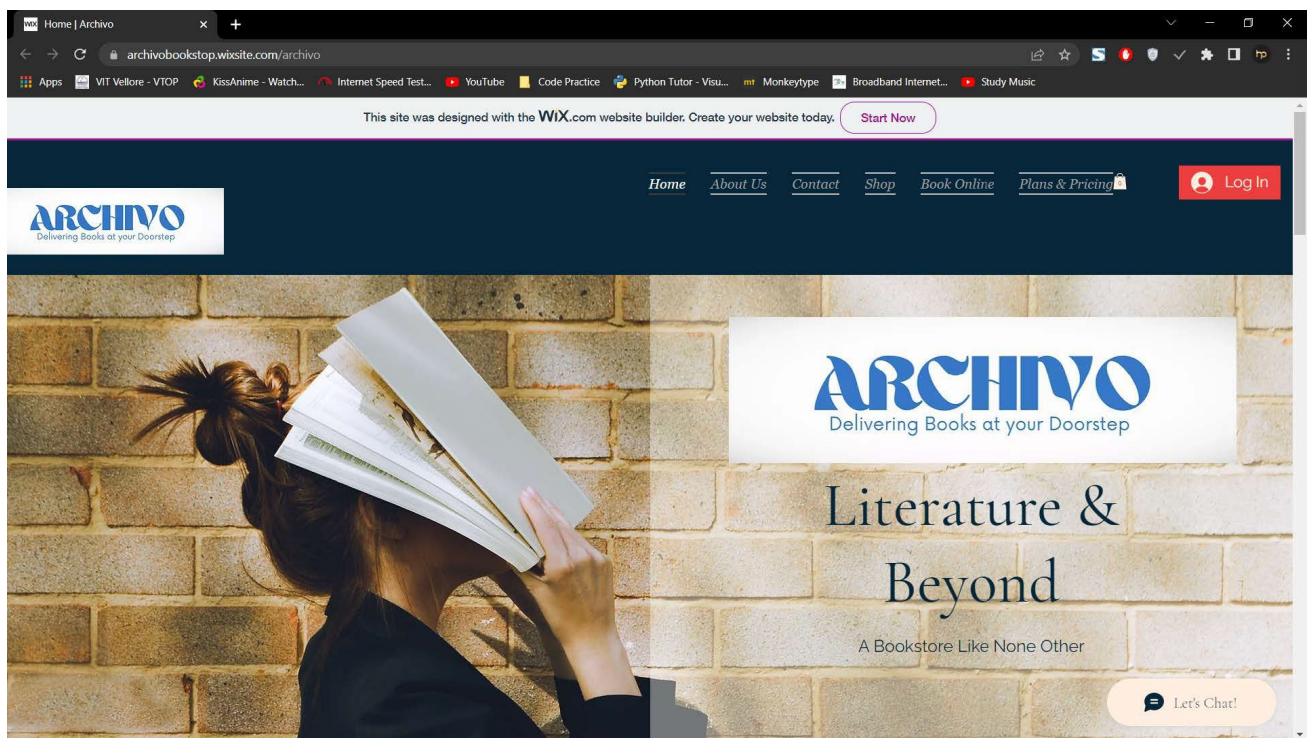 WIX Home | Archivo
archivobookstop.wixsite.com/archivo
Apps VIT Vellore - VTOP KissAnime - Watch... Internet Speed Test... YouTube Code Practice Python Tutor - Visu... mt Monkeytype Broadband Internet... Study Music
This site was designed with the WiX.com website builder. Create your website today. Start Now
Home About Us Contact Shop Book Online Plans & Pricing 0 Log In
ARCHIVO
Delivering Books at your Doorstep
ARCHIVO
Delivering Books at your Doorstep
Literature &
Beyond
A Bookstore Like None Other
Let's Chat!